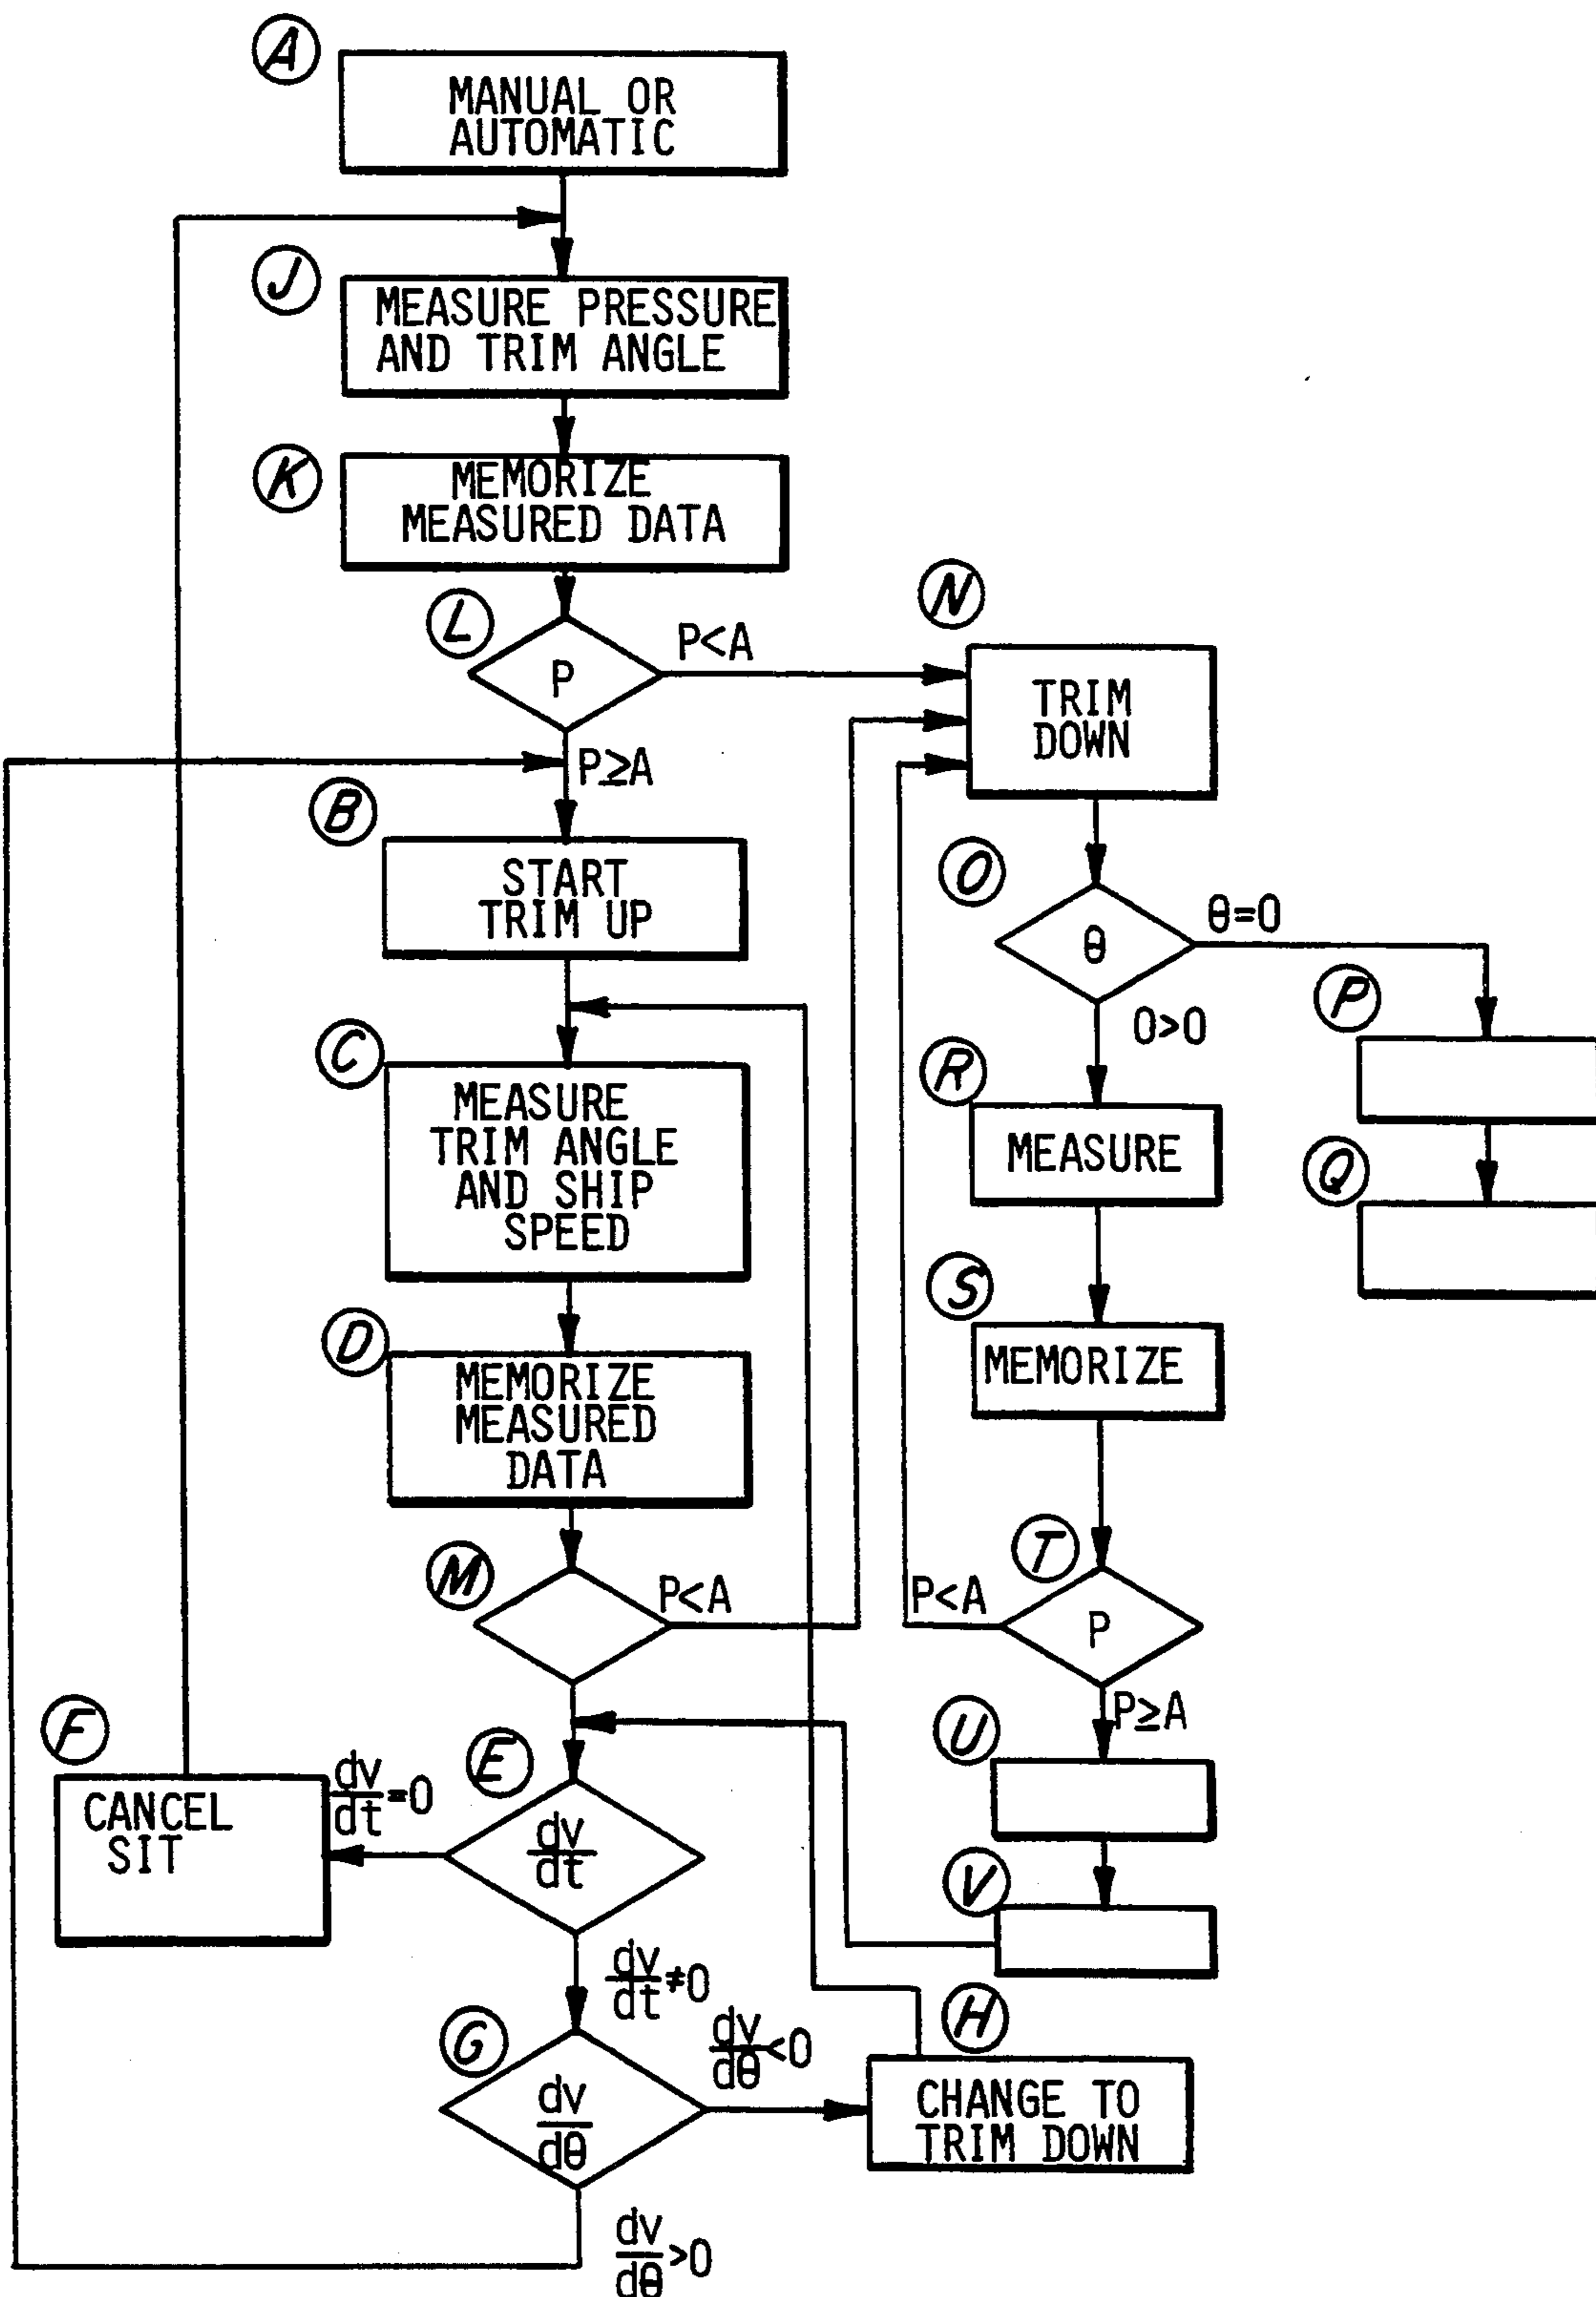 A
MANUAL OR
AUTOMATIC
J
MEASURE PRESSURE
AND TRIM ANGLE
K
MEMORIZE
MEASURED DATA
L
P
P<A
P≥A
N
TRIM
DOWN
B
START
TRIM UP
O
θ
θ=0
0>0
P
Q
C
MEASURE
TRIM ANGLE
AND SHIP
SPEED
R
MEASURE
S
MEMORIZE
D
MEMORIZE
MEASURED
DATA
M
P<A
T
P
P<A
P≥A
U
V
F
CANCEL
SIT
dv
dt=0
E
dv
dt
dv
dt≠0
G
dv
dθ
dv
dθ<0
H
CHANGE TO
TRIM DOWN
dv
dθ>0